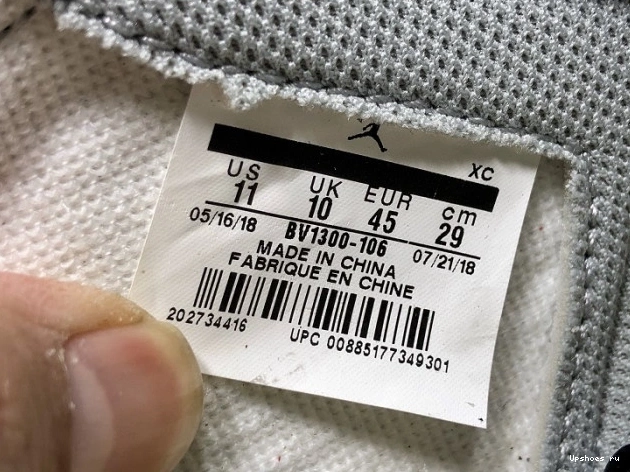 XC
US UK EUR cm
11 10 45 29
05/16/18 BV1300-106 07/21/18
MADE IN CHINA
FABRIQUE EN CHINE
202734416 UPC 00885177349301
Upshoes.ru